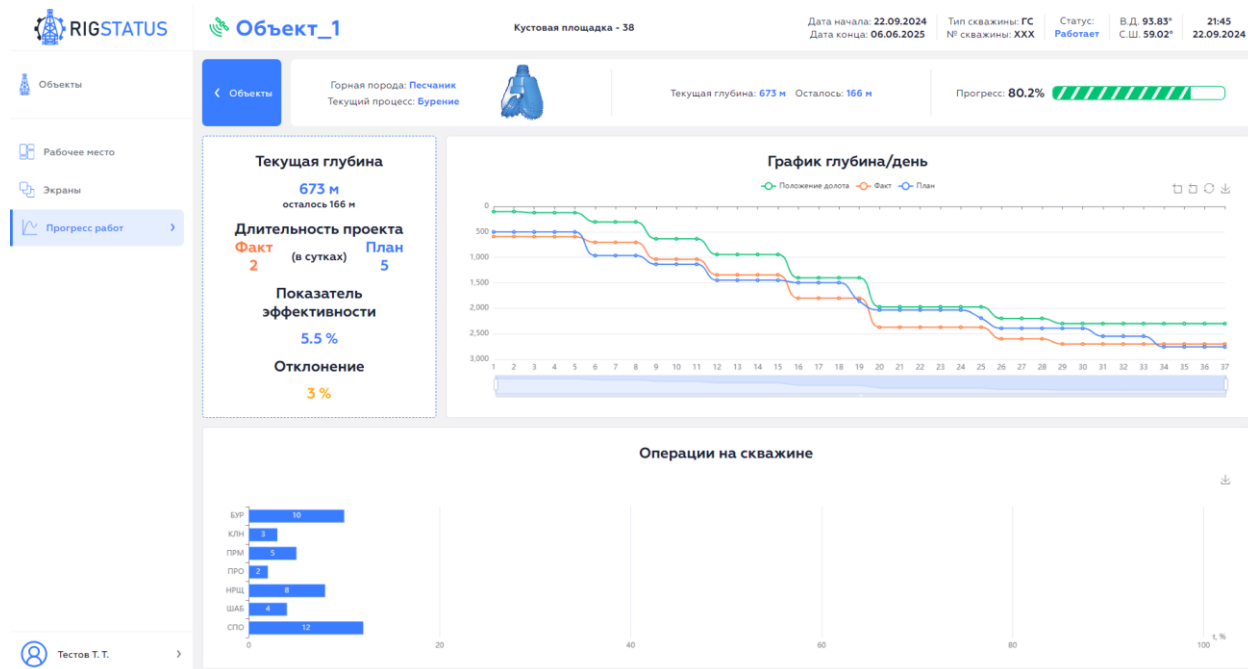 RIGSTATUS
Объект_1
Кустовая площадка - 38
Дата начала: 22.09.2024
Дата конца: 06.06.2025
Тип скважины: ГС
№ скважины: XXX
Статус:
Работает
В.Д. 93.83°
С.Ш. 59.02°
21:45
22.09.2024
Объекты
Рабочее место
Экраны
Прогресс работ
Тестов Т. Т.
Объекты
Горная порода: Песчаник
Текущий процесс: Бурение
Текущая глубина: 673 м Осталось: 166 м
Прогресс: 80.2%
Текущая глубина
673 м
осталось 166 м
Длительность проекта
Факт (в сутках) План
2 5
Показатель
эффективности
5.5 %
Отклонение
3 %
График глубина/день
Положение долота Факт План
0
500
1,000
1,500
2,000
2,500
3,000
1 2 3 4 5 6 7 8 9 10 11 12 13 14 15 16 17 18 19 20 21 22 23 24 25 26 27 28 29 30 31 32 33 34 35 36 37
Операции на скважине
БУР 10
КЛН 3
ПРМ 5
ПРО 2
НРЩ 8
ШАБ 4
СПО 12
0 20 40 60 80 100 t, %